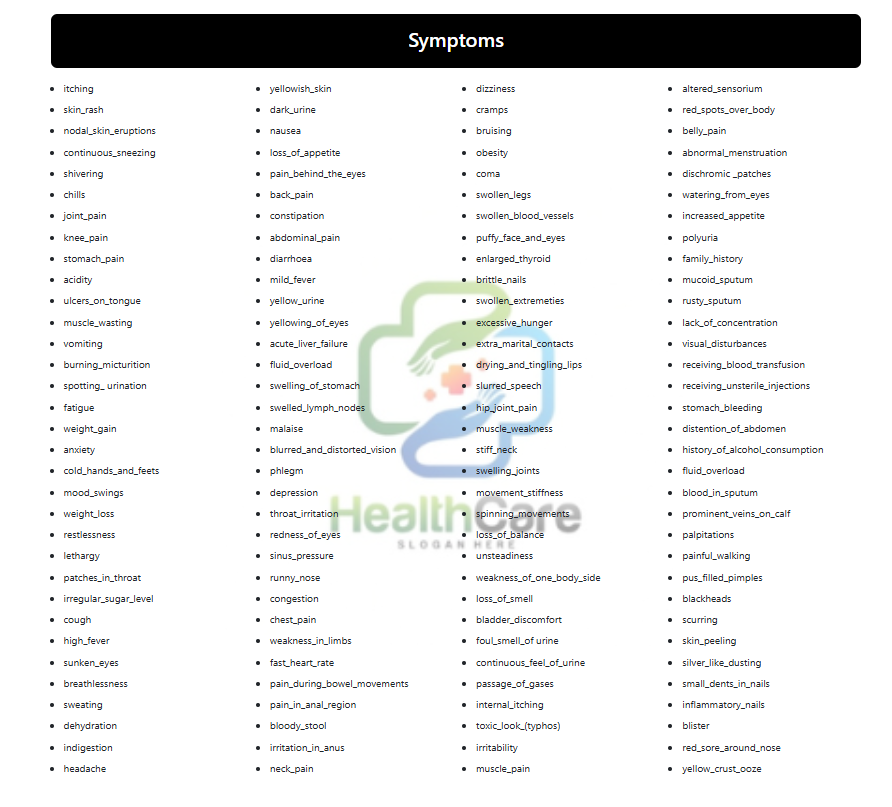 Symptoms
itching
skin_rash
nodal_skin_eruptions
continuous_sneezing
shivering
chills
joint_pain
knee_pain
stomach_pain
acidity
ulcers_on_tongue
muscle_wasting
vomiting
burning_micturition
spotting_ urination
fatigue
weight_gain
anxiety
cold_hands_and_feets
mood_swings
weight_loss
restlessness
lethargy
patches_in_throat
irregular_sugar_level
cough
high_fever
sunken_eyes
breathlessness
sweating
dehydration
indigestion
headache
yellowish_skin
dark_urine
nausea
loss_of_appetite
pain_behind_the_eyes
back_pain
constipation
abdominal_pain
diarrhoea
mild_fever
yellow_urine
yellowing_of_eyes
acute_liver_failure
fluid_overload
swelling_of_stomach
swelled_lymph_nodes
malaise
blurred_and_distorted_vision
phlegm
depression
throat_irritation
redness_of_eyes
sinus_pressure
runny_nose
congestion
chest_pain
weakness_in_limbs
fast_heart_rate
pain_during_bowel_movements
pain_in_anal_region
bloody_stool
irritation_in_anus
neck_pain
dizziness
cramps
bruising
obesity
coma
swollen_legs
swollen_blood_vessels
puffy_face_and_eyes
enlarged_thyroid
brittle_nails
swollen_extremeties
excessive_hunger
extra_marital_contacts
drying_and_tingling_lips
slurred_speech
hip_joint_pain
muscle_weakness
stiff_neck
swelling_joints
movement_stiffness
spinning_movements
loss_of_balance
unsteadiness
weakness_of_one_body_side
loss_of_smell
bladder_discomfort
foul_smell_of urine
continuous_feel_of_urine
passage_of_gases
internal_itching
toxic_look_(typhos)
irritability
muscle_pain
altered_sensorium
red_spots_over_body
belly_pain
abnormal_menstruation
dischromic _patches
watering_from_eyes
increased_appetite
polyuria
family_history
mucoid_sputum
rusty_sputum
lack_of_concentration
visual_disturbances
receiving_blood_transfusion
receiving_unsterile_injections
stomach_bleeding
distention_of_abdomen
history_of_alcohol_consumption
fluid_overload
blood_in_sputum
prominent_veins_on_calf
palpitations
painful_walking
pus_filled_pimples
blackheads
scurring
skin_peeling
silver_like_dusting
small_dents_in_nails
inflammatory_nails
blister
red_sore_around_nose
yellow_crust_ooze
HealthCare
SLOGAN HERE